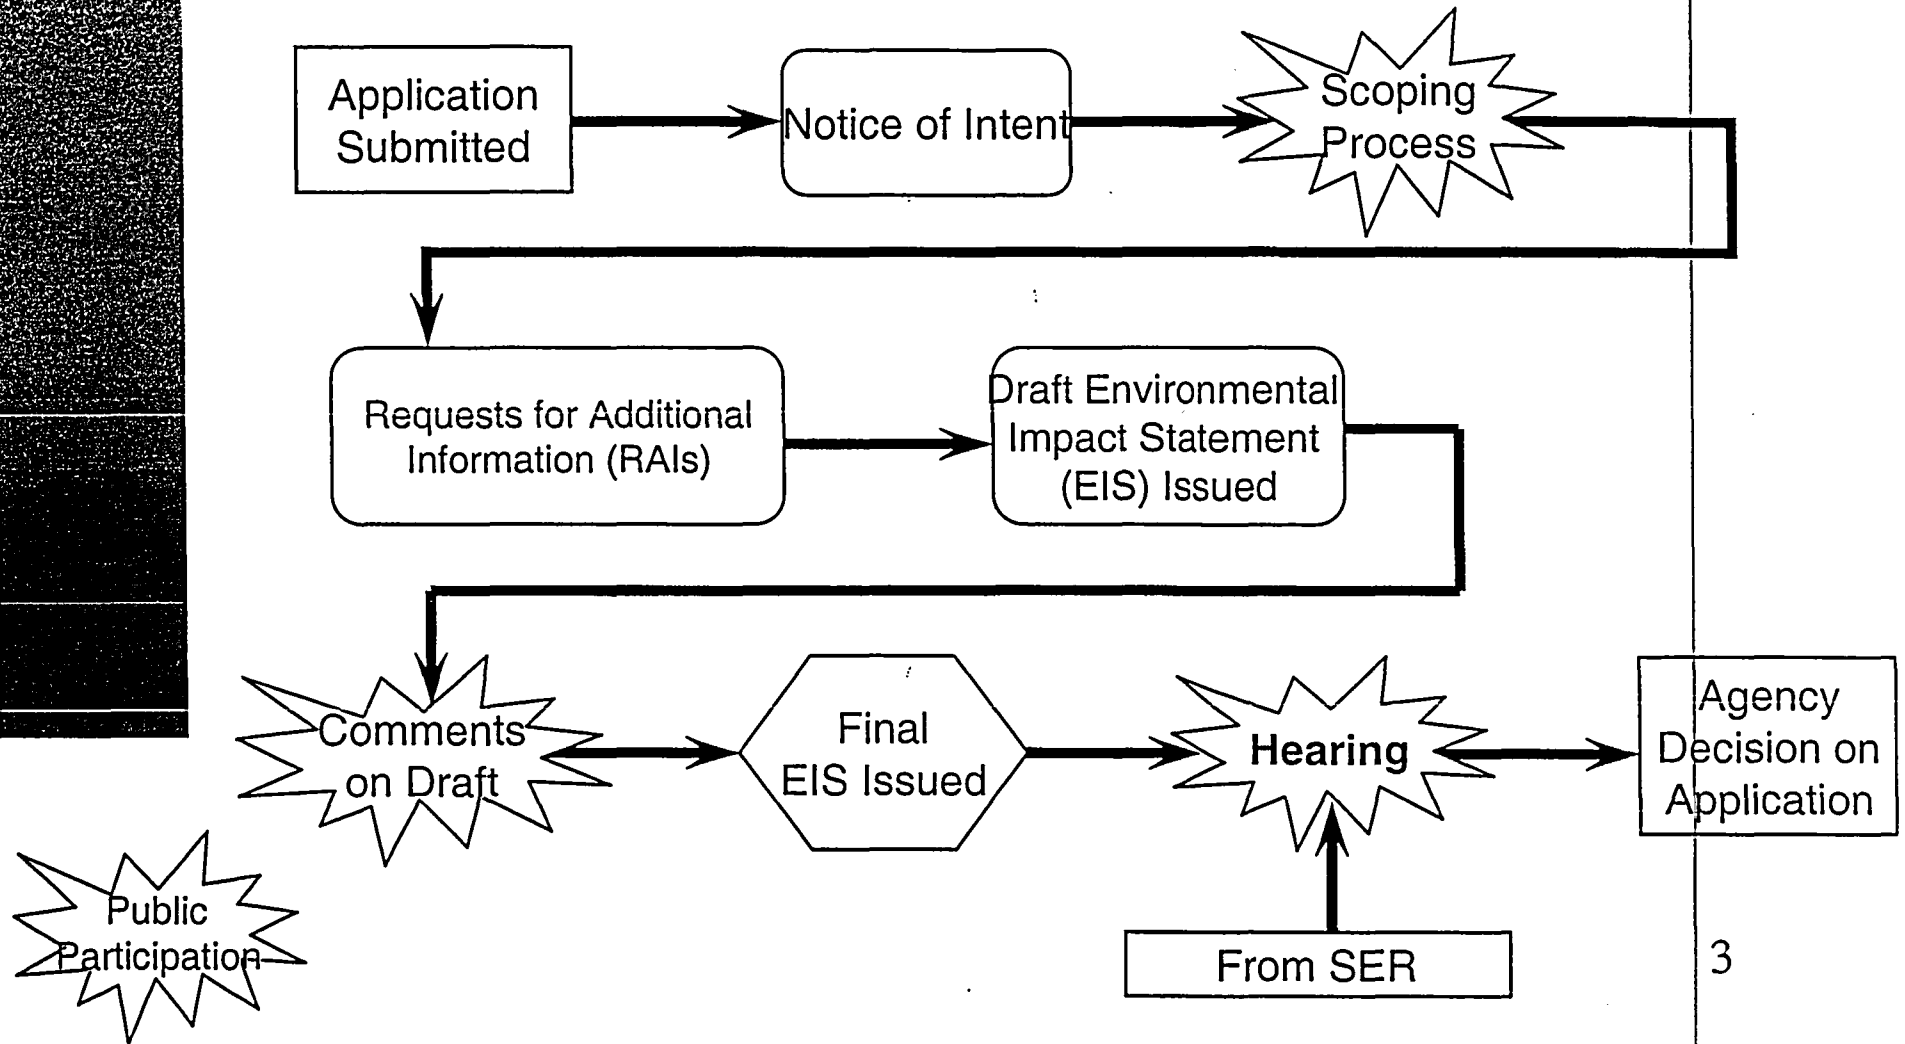 Application
Submitted
Notice of Intent
Scoping
Process
Requests for Additional
Information (RAIs)
Draft Environmental
Impact Statement
(EIS) Issued
Comments
on Draft
Final
EIS Issued
Hearing
Agency
Decision on
Application
Public
Participation
From SER
3